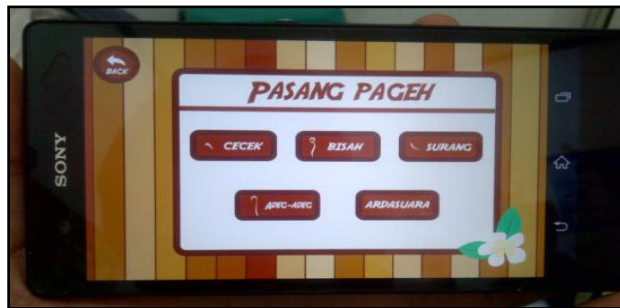 SONY
BACK
PASANG PAGEH
CECEK
BISAH
SURANG
ADEG-ADEG
ARDASUARA